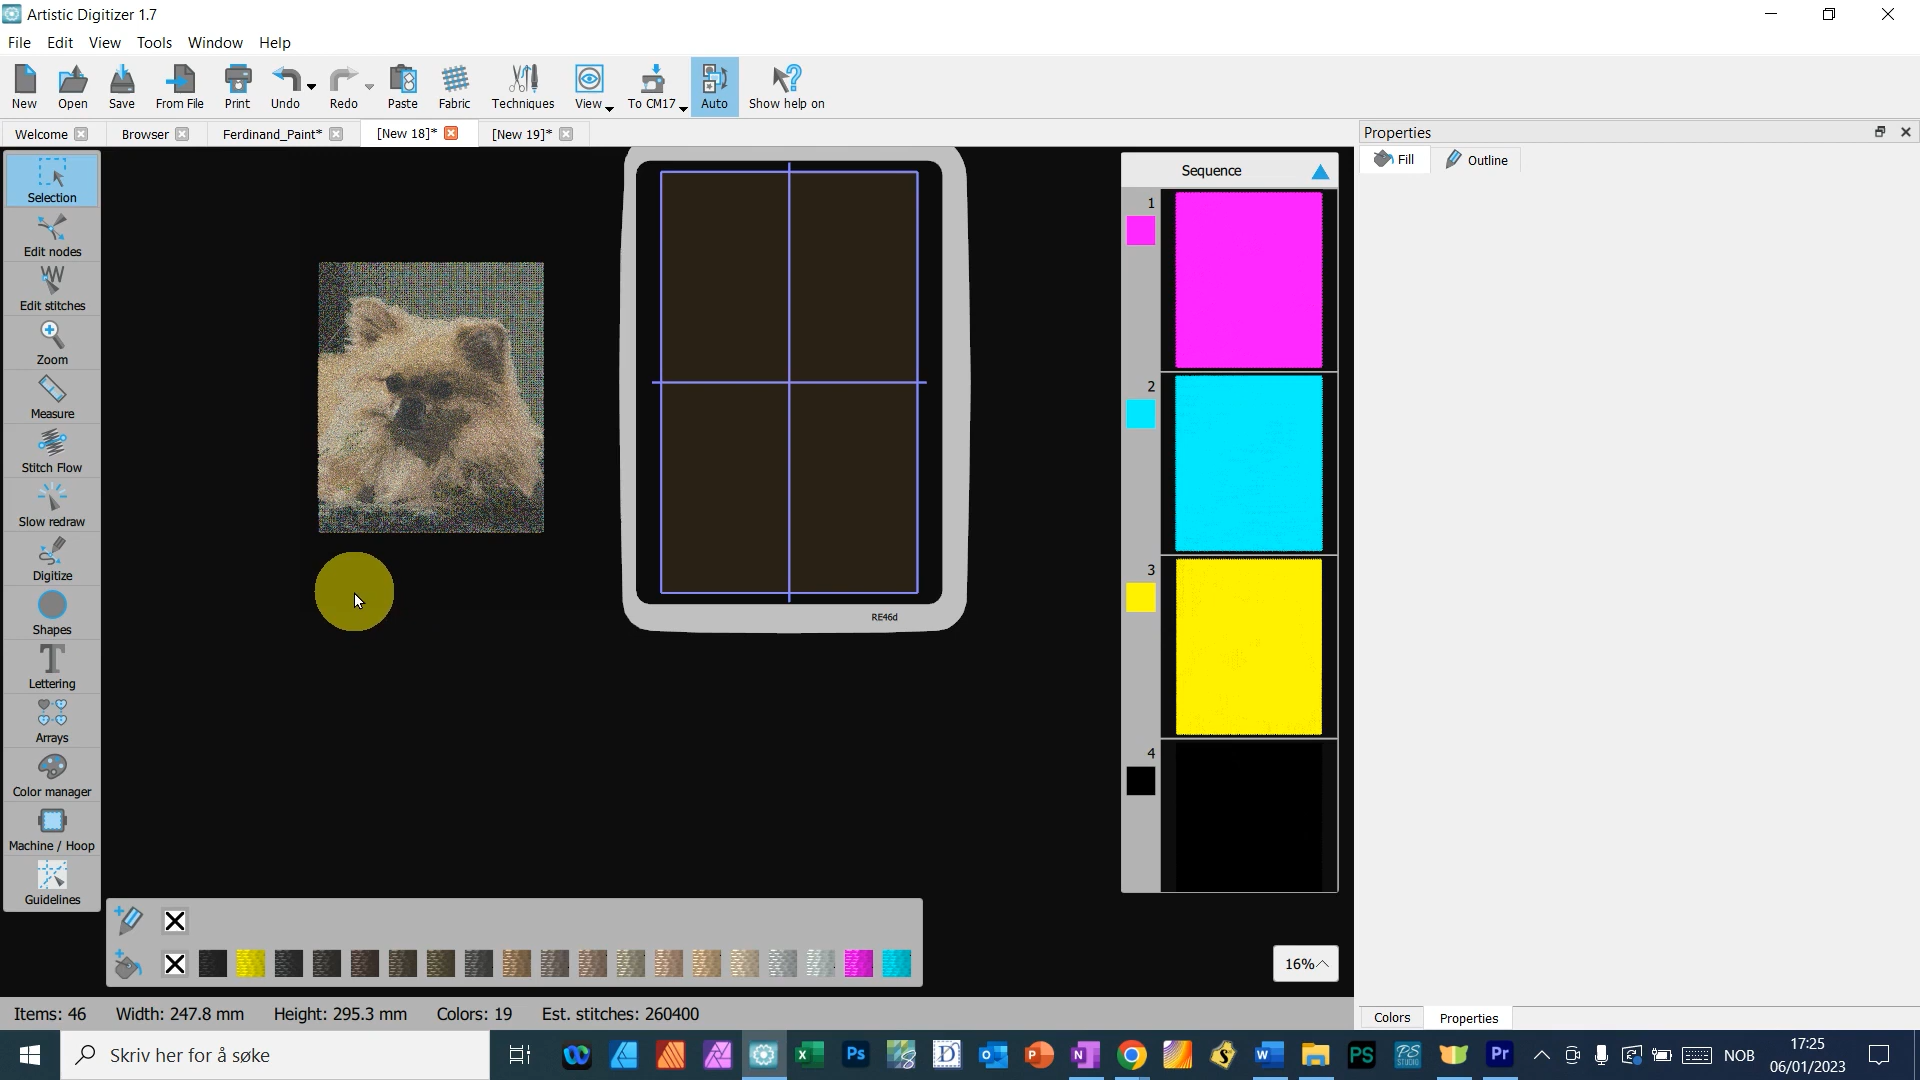 Artistic Digitizer 1.7
File Edit View Tools Window Help
New Open Save From File Print Undo Redo Paste Fabric Techniques View To CM17 Auto Show help on
Welcome Browser Ferdinand_Paint* [New 18]* [New 19]*
Properties
Fill Outline
Selection
Edit nodes
Edit stitches
Zoom
Measure
Stitch Flow
Slow redraw
Digitize
Shapes
Lettering
Arrays
Color manager
Machine / Hoop
Guidelines
RE46d
Sequence
1
2
3
4
16%
Items: 46 Width: 247.8 mm Height: 295.3 mm Colors: 19 Est. stitches: 260400
Colors Properties
Skriv her for å søke
NOB
17:25
06/01/2023